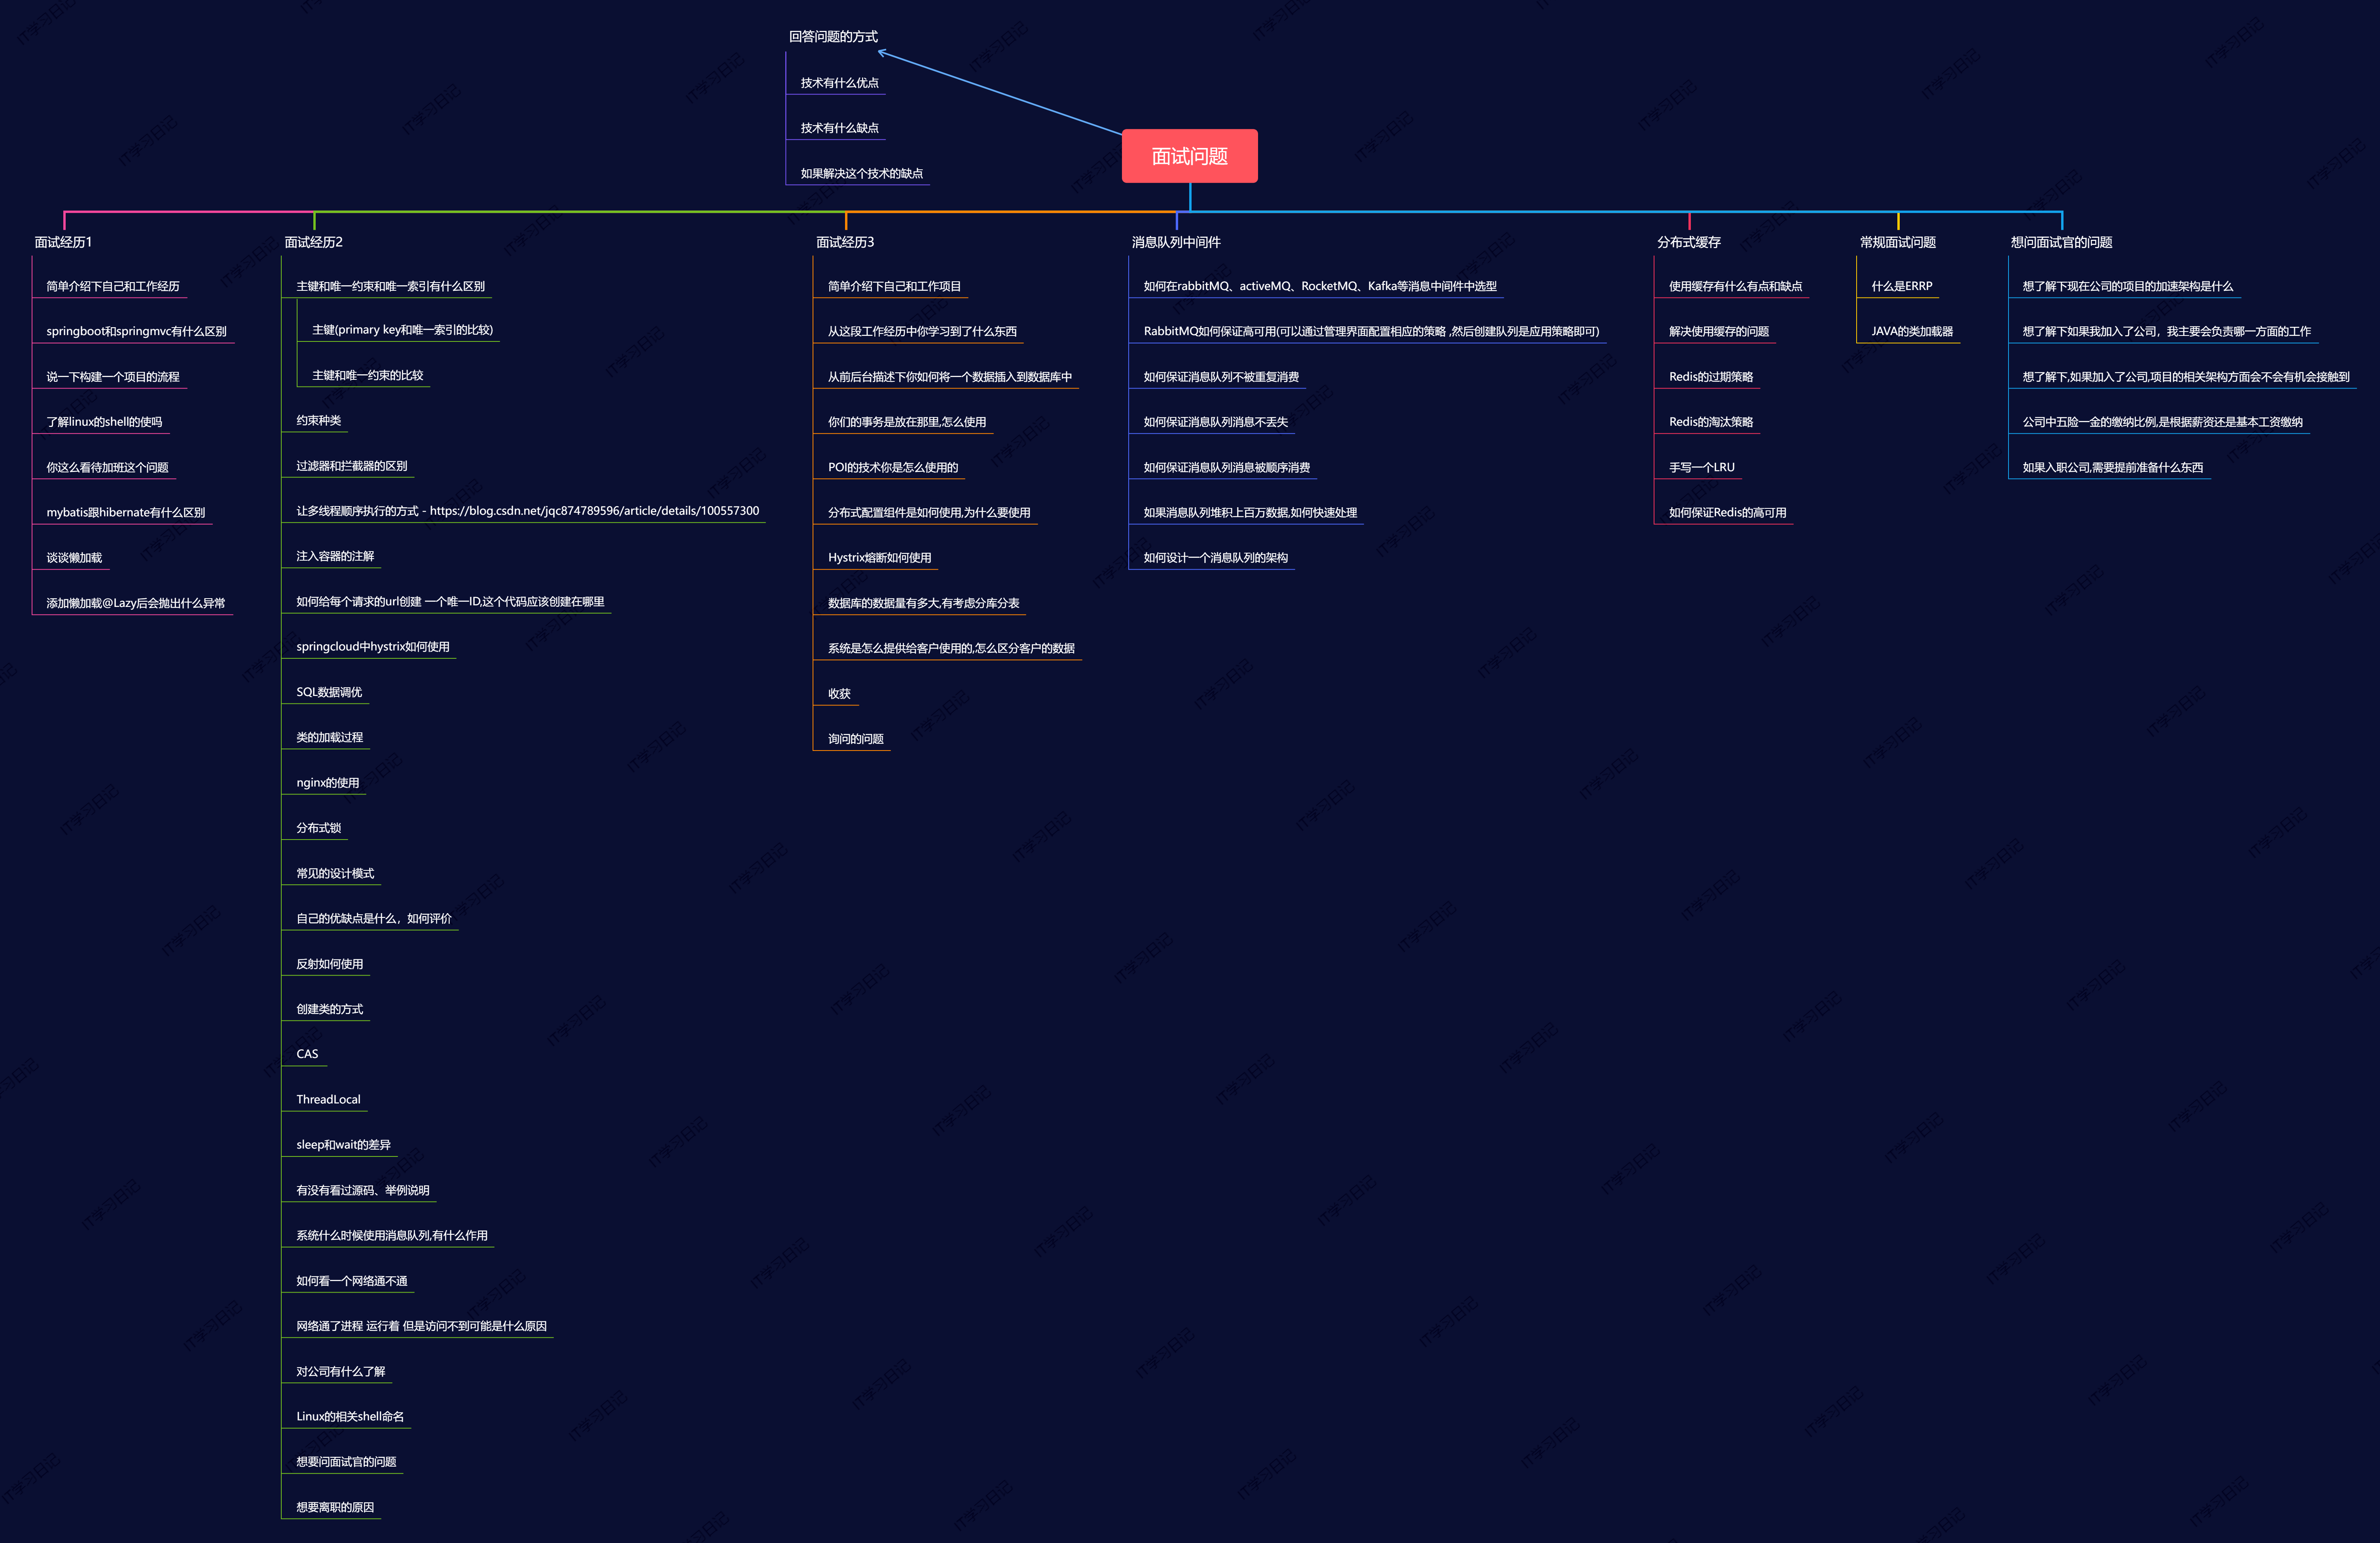 回答问题的方式
技术有什么优点
技术有什么缺点
如果解决这个技术的缺点
面试问题
面试经历1
简单介绍下自己和工作经历
springboot和springmvc有什么区别
说一下构建一个项目的流程
了解linux的shell的使吗
你这么看待加班这个问题
mybatis跟hibernate有什么区别
谈谈懒加载
添加懒加载@Lazy后会抛出什么异常
面试经历2
主键和唯一约束和唯一索引有什么区别
主键(primary key和唯一索引的比较)
主键和唯一约束的比较
约束种类
过滤器和拦截器的区别
让多线程顺序执行的方式 - https://blog.csdn.net/jqc874789596/article/details/100557300
注入容器的注解
如何给每个请求的url创建 一个唯一ID,这个代码应该创建在哪里
springcloud中hystrix如何使用
SQL数据调优
类的加载过程
nginx的使用
分布式锁
常见的设计模式
自己的优缺点是什么，如何评价
反射如何使用
创建类的方式
CAS
ThreadLocal
sleep和wait的差异
有没有看过源码、举例说明
系统什么时候使用消息队列,有什么作用
如何看一个网络通不通
网络通了进程 运行着 但是访问不到可能是什么原因
对公司有什么了解
Linux的相关shell命名
想要问面试官的问题
想要离职的原因
面试经历3
简单介绍下自己和工作项目
从这段工作经历中你学习到了什么东西
从前后台描述下你如何将一个数据插入到数据库中
你们的事务是放在那里,怎么使用
POI的技术你是怎么使用的
分布式配置组件是如何使用,为什么要使用
Hystrix熔断如何使用
数据库的数据量有多大,有考虑分库分表
系统是怎么提供给客户使用的,怎么区分客户的数据
收获
询问的问题
消息队列中间件
如何在rabbitMQ、activeMQ、RocketMQ、Kafka等消息中间件中选型
RabbitMQ如何保证高可用(可以通过管理界面配置相应的策略 ,然后创建队列是应用策略即可)
如何保证消息队列不被重复消费
如何保证消息队列消息不丢失
如何保证消息队列消息被顺序消费
如果消息队列堆积上百万数据,如何快速处理
如何设计一个消息队列的架构
分布式缓存
使用缓存有什么有点和缺点
解决使用缓存的问题
Redis的过期策略
Redis的淘汰策略
手写一个LRU
如何保证Redis的高可用
常规面试问题
什么是ERRP
JAVA的类加载器
想问面试官的问题
想了解下现在公司的项目的加速架构是什么
想了解下如果我加入了公司，我主要会负责哪一方面的工作
想了解下,如果加入了公司,项目的相关架构方面会不会有机会接触到
公司中五险一金的缴纳比例,是根据薪资还是基本工资缴纳
如果入职公司,需要提前准备什么东西
IT学习日记